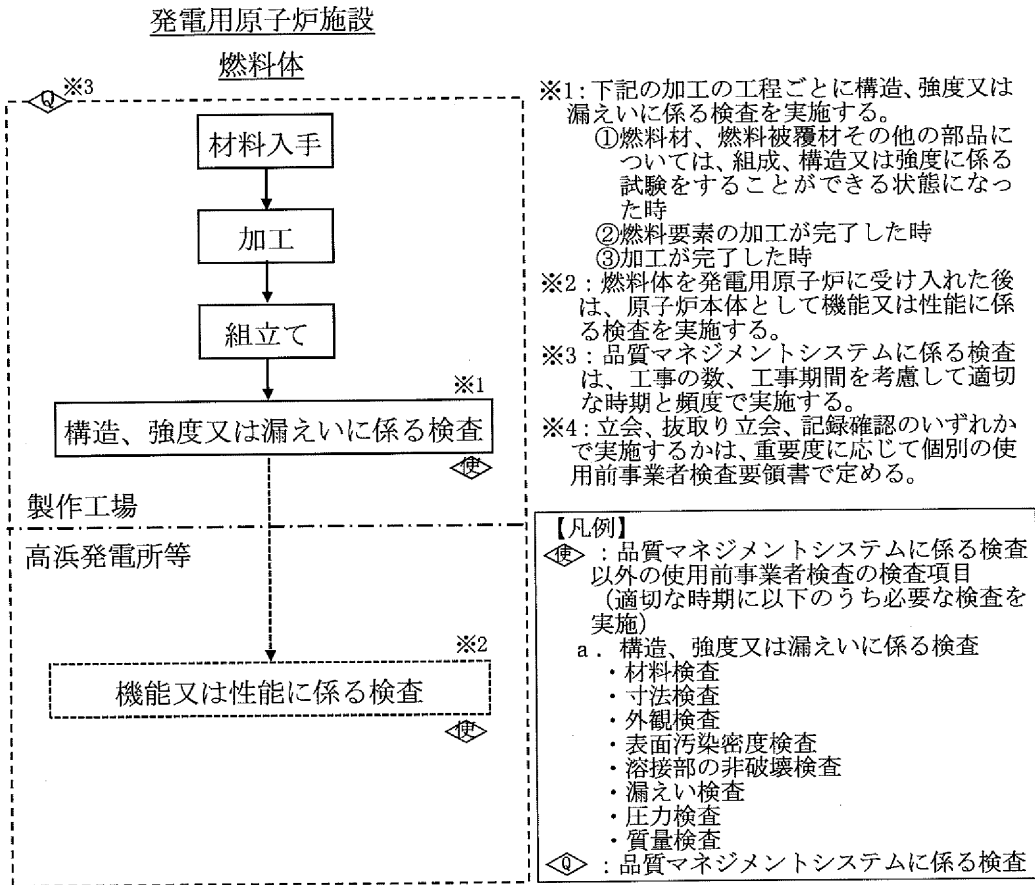 発電用原子炉施設
燃料体
Q ※3
材料入手
加工
組立て
※1
構造、強度又は漏えいに係る検査
使
製作工場
高浜発電所等
※2
機能又は性能に係る検査
使
※1：下記の加工の工程ごとに構造、強度又は
漏えいに係る検査を実施する。
①燃料材、燃料被覆材その他の部品に
ついては、組成、構造又は強度に係る
試験をすることができる状態になっ
た時
②燃料要素の加工が完了した時
③加工が完了した時
※2：燃料体を発電用原子炉に受け入れた後
は、原子炉本体として機能又は性能に係
る検査を実施する。
※3：品質マネジメントシステムに係る検査
は、工事の数、工事期間を考慮して適切
な時期と頻度で実施する。
※4：立会、抜取り立会、記録確認のいずれか
で実施するかは、重要度に応じて個別の使
用前事業者検査要領書で定める。
【凡例】
使：品質マネジメントシステムに係る検査
以外の使用前事業者検査の検査項目
（適切な時期に以下のうち必要な検査を
実施）
a．構造、強度又は漏えいに係る検査
・材料検査
・寸法検査
・外観検査
・表面汚染密度検査
・溶接部の非破壊検査
・漏えい検査
・圧力検査
・質量検査
Q：品質マネジメントシステムに係る検査